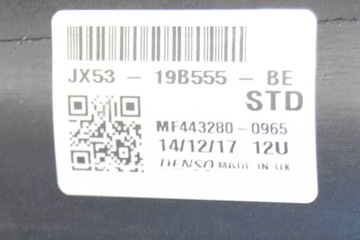 JX53 - 19B555 - BE
STD
MF443280-0965
14/12/17 12U
DENSO MADE IN UK